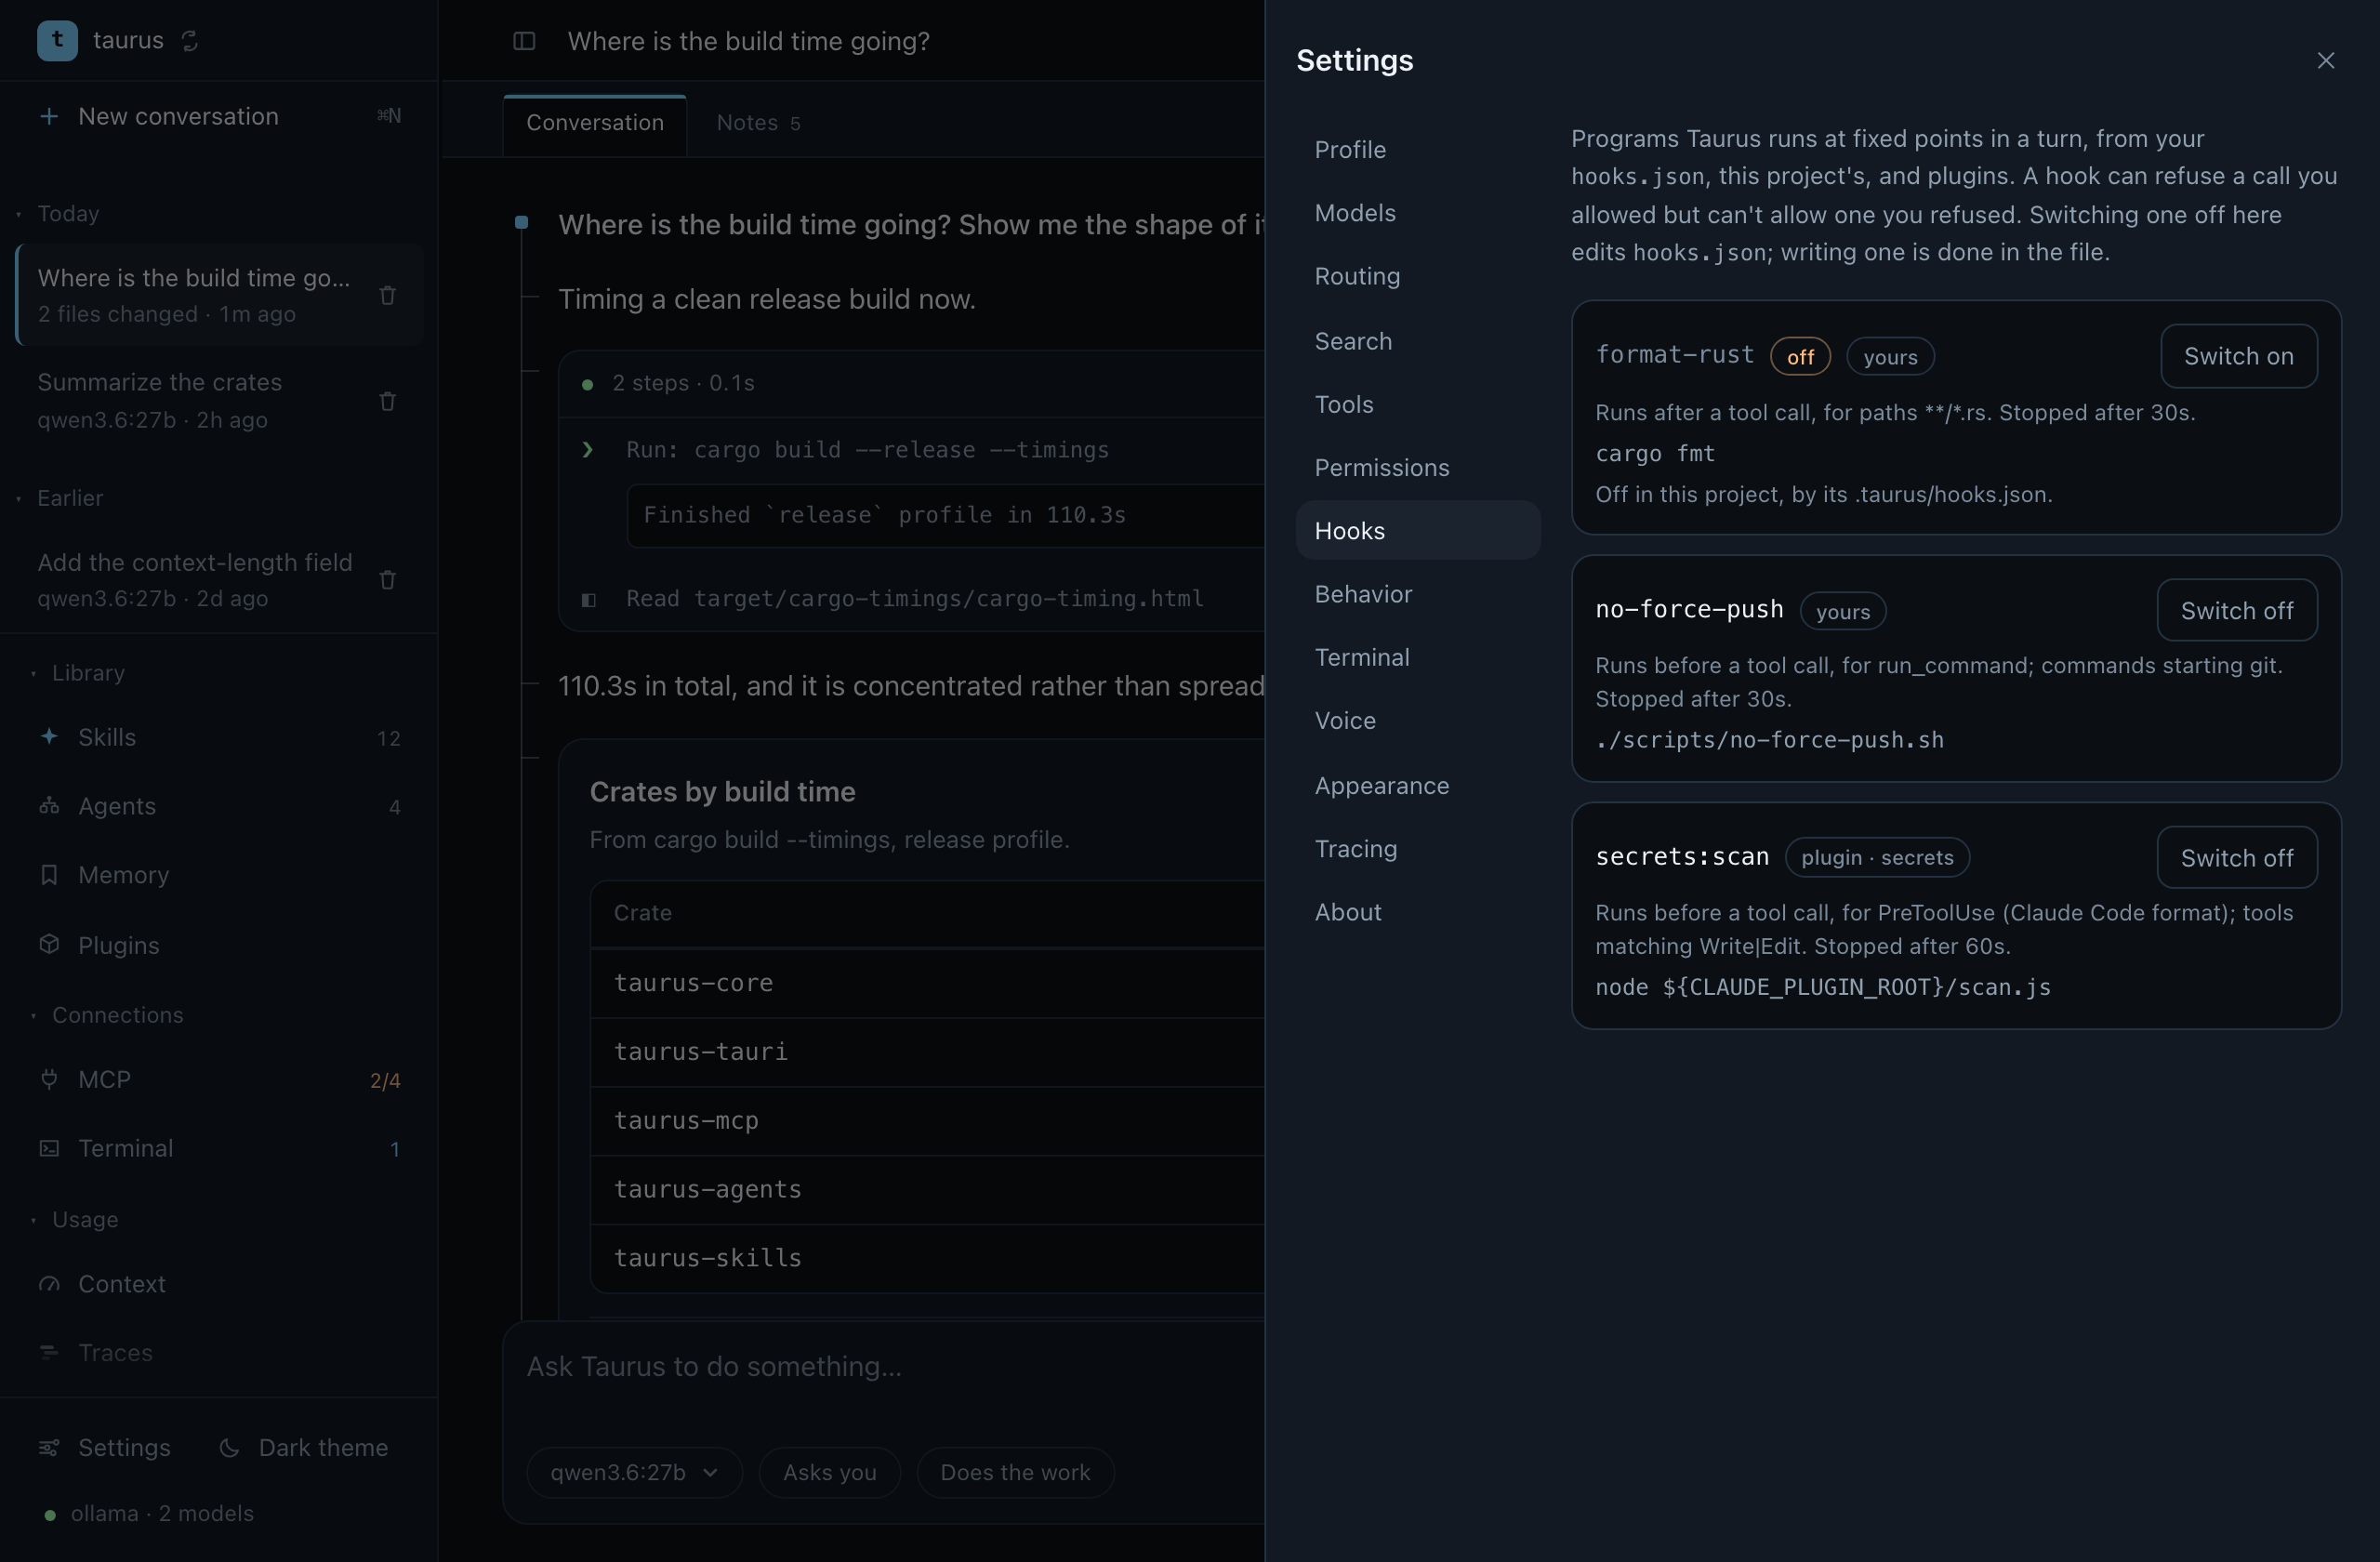 t taurus
New conversation ⌘N
Today
Where is the build time go...
2 files changed · 1m ago
Summarize the crates
qwen3.6:27b · 2h ago
Earlier
Add the context-length field
qwen3.6:27b · 2d ago
Library
Skills 12
Agents 4
Memory
Plugins
Connections
MCP 2/4
Terminal 1
Usage
Context
Traces
Settings Dark theme
ollama · 2 models
Where is the build time going?
Conversation Notes 5
Where is the build time going? Show me the shape of it
Timing a clean release build now.
2 steps · 0.1s
Run: cargo build --release --timings
Finished `release` profile in 110.3s
Read target/cargo-timings/cargo-timing.html
110.3s in total, and it is concentrated rather than spread
Crates by build time
From cargo build --timings, release profile.
Crate
taurus-core
taurus-tauri
taurus-mcp
taurus-agents
taurus-skills
Ask Taurus to do something...
qwen3.6:27b Asks you Does the work
Settings
Profile
Models
Routing
Search
Tools
Permissions
Hooks
Behavior
Terminal
Voice
Appearance
Tracing
About
Programs Taurus runs at fixed points in a turn, from your
hooks.json, this project's, and plugins. A hook can refuse a call you
allowed but can't allow one you refused. Switching one off here
edits hooks.json; writing one is done in the file.
format-rust off yours Switch on
Runs after a tool call, for paths **/*.rs. Stopped after 30s.
cargo fmt
Off in this project, by its .taurus/hooks.json.
no-force-push yours Switch off
Runs before a tool call, for run_command; commands starting git.
Stopped after 30s.
./scripts/no-force-push.sh
secrets:scan plugin · secrets Switch off
Runs before a tool call, for PreToolUse (Claude Code format); tools
matching Write|Edit. Stopped after 60s.
node ${CLAUDE_PLUGIN_ROOT}/scan.js